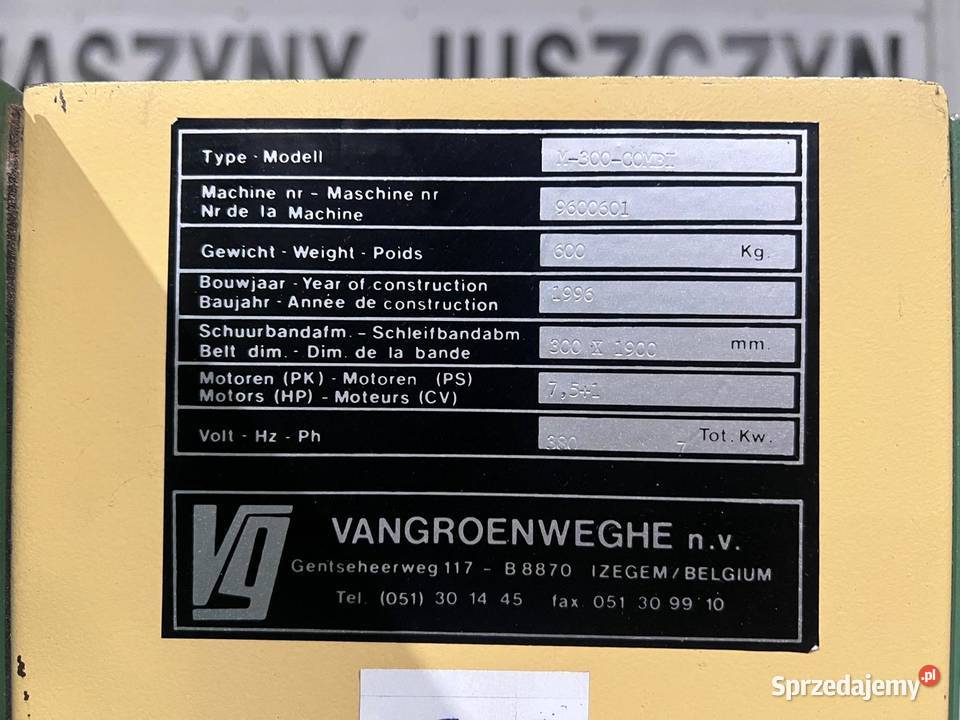 MASZYNY JUSZCZYN
Type - Modell M-300-COMBI
Machine nr - Maschine nr
Nr de la Machine 9600601
Gewicht - Weight - Poids 600 Kg.
Bouwjaar - Year of construction
Baujahr - Année de construction 1996
Schuurbandafm. - Schleifbandabm.
Belt dim. - Dim. de la bande 300 X 1900 mm.
Motoren (PK) - Motoren (PS)
Motors (HP) - Moteurs (CV) 7,5+1
Volt - Hz - Ph 380 7 Tot. Kw.
Vg
VANGROENWEGHE n.v.
Gentseheerweg 117 - B 8870 IZEGEM/BELGIUM
Tel. (051) 30 14 45 fax. 051 30 99 10
Sprzedajemy.pl